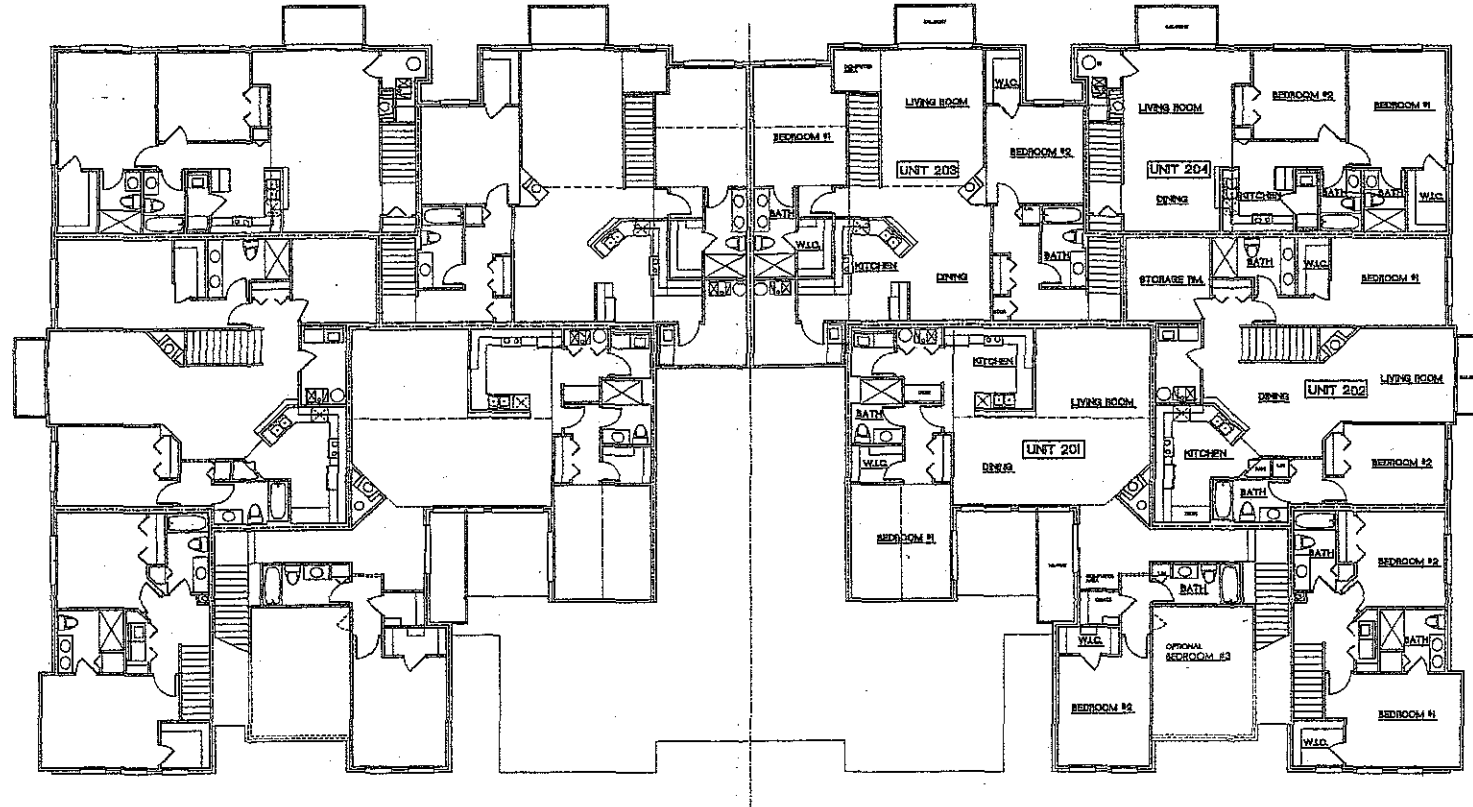 BALCONY
BALCONY
W.I.C.
LIVING ROOM
BEDROOM #1
BEDROOM #2
UNIT 203
BATH
W.I.C.
KITCHEN
DINING
BATH
LIVING ROOM
BEDROOM #2
BEDROOM #1
UNIT 204
DINING
KITCHEN
BATH
BATH
W.I.C.
STORAGE RM.
BATH
W.I.C.
BEDROOM #1
KITCHEN
LIVING ROOM
BATH
W.I.C.
DINING
UNIT 201
BEDROOM #1
LIVING ROOM
UNIT 202
DINING
KITCHEN
BEDROOM #2
BATH
BATH
BEDROOM #2
BATH
W.I.C.
OPTIONAL
BEDROOM #3
BEDROOM #2
BATH
BEDROOM #1
W.I.C.